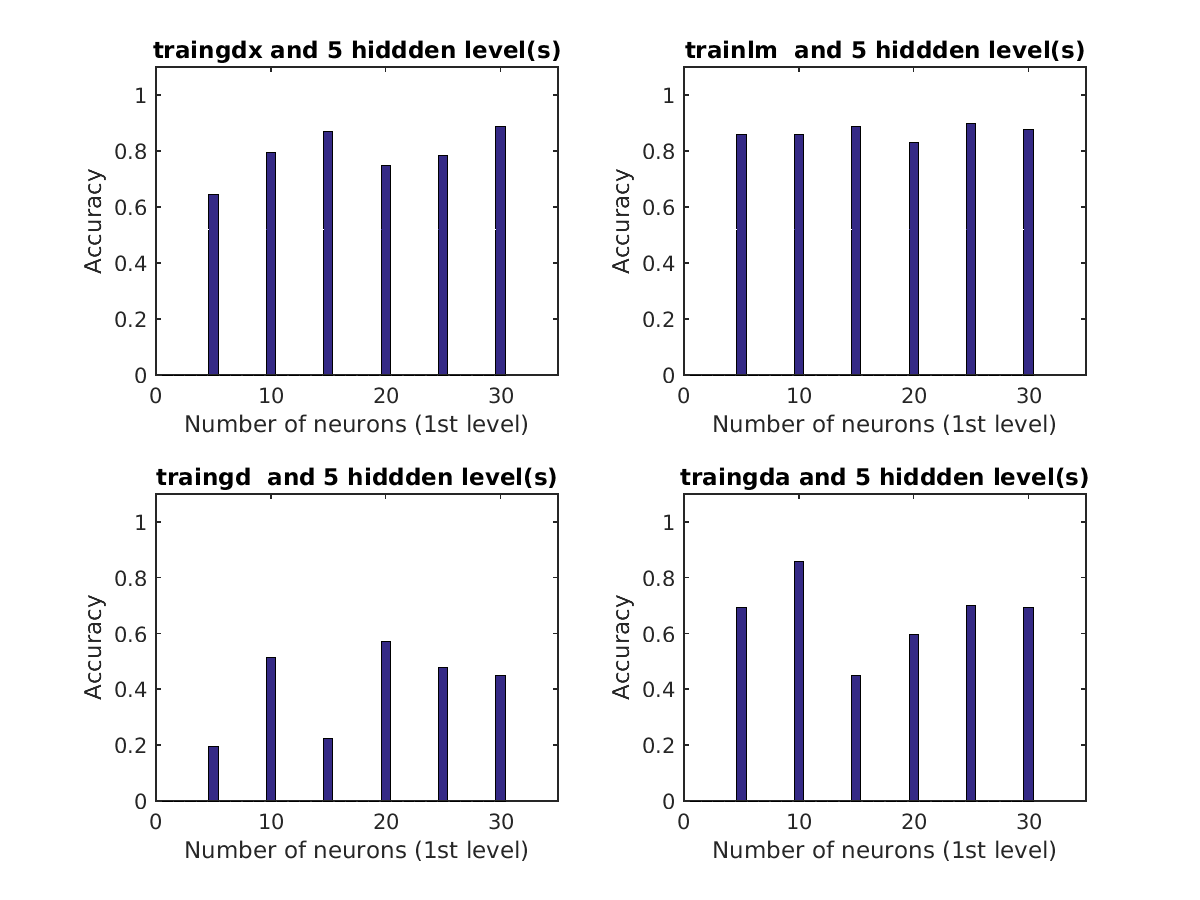 traingdx and 5 hiddden level(s)
1
0.8
0.6
0.4
0.2
0
Accuracy
0 10 20 30
Number of neurons (1st level)
trainlm  and 5 hiddden level(s)
1
0.8
0.6
0.4
0.2
0
Accuracy
0 10 20 30
Number of neurons (1st level)
traingd  and 5 hiddden level(s)
1
0.8
0.6
0.4
0.2
0
Accuracy
0 10 20 30
Number of neurons (1st level)
traingda and 5 hiddden level(s)
1
0.8
0.6
0.4
0.2
0
Accuracy
0 10 20 30
Number of neurons (1st level)